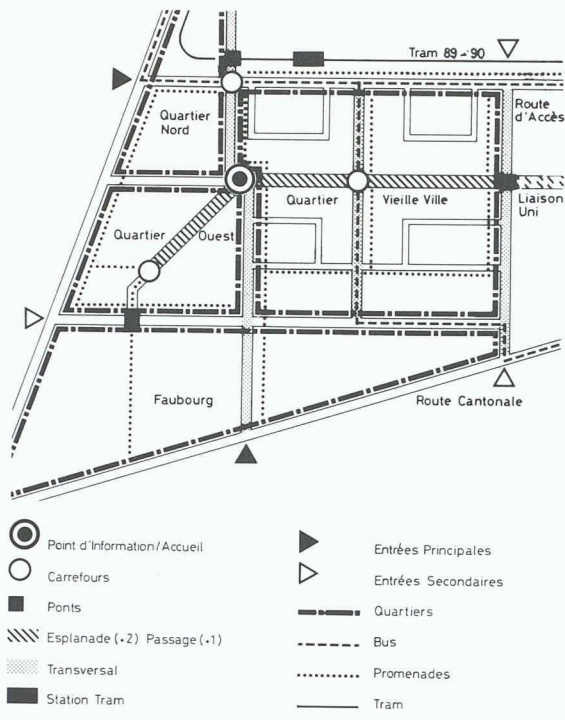 Tram 89-90
Quartier
Nord
Route
d'Accès
Quartier
Vieille Ville
Liaison
Uni
Quartier
Ouest
Faubourg
Route Cantonale
Point d'Information/Accueil
Carrefours
Ponts
Esplanade (+2) Passage (+1)
Transversal
Station Tram
Entrées Principales
Entrées Secondaires
Quartiers
Bus
Promenades
Tram